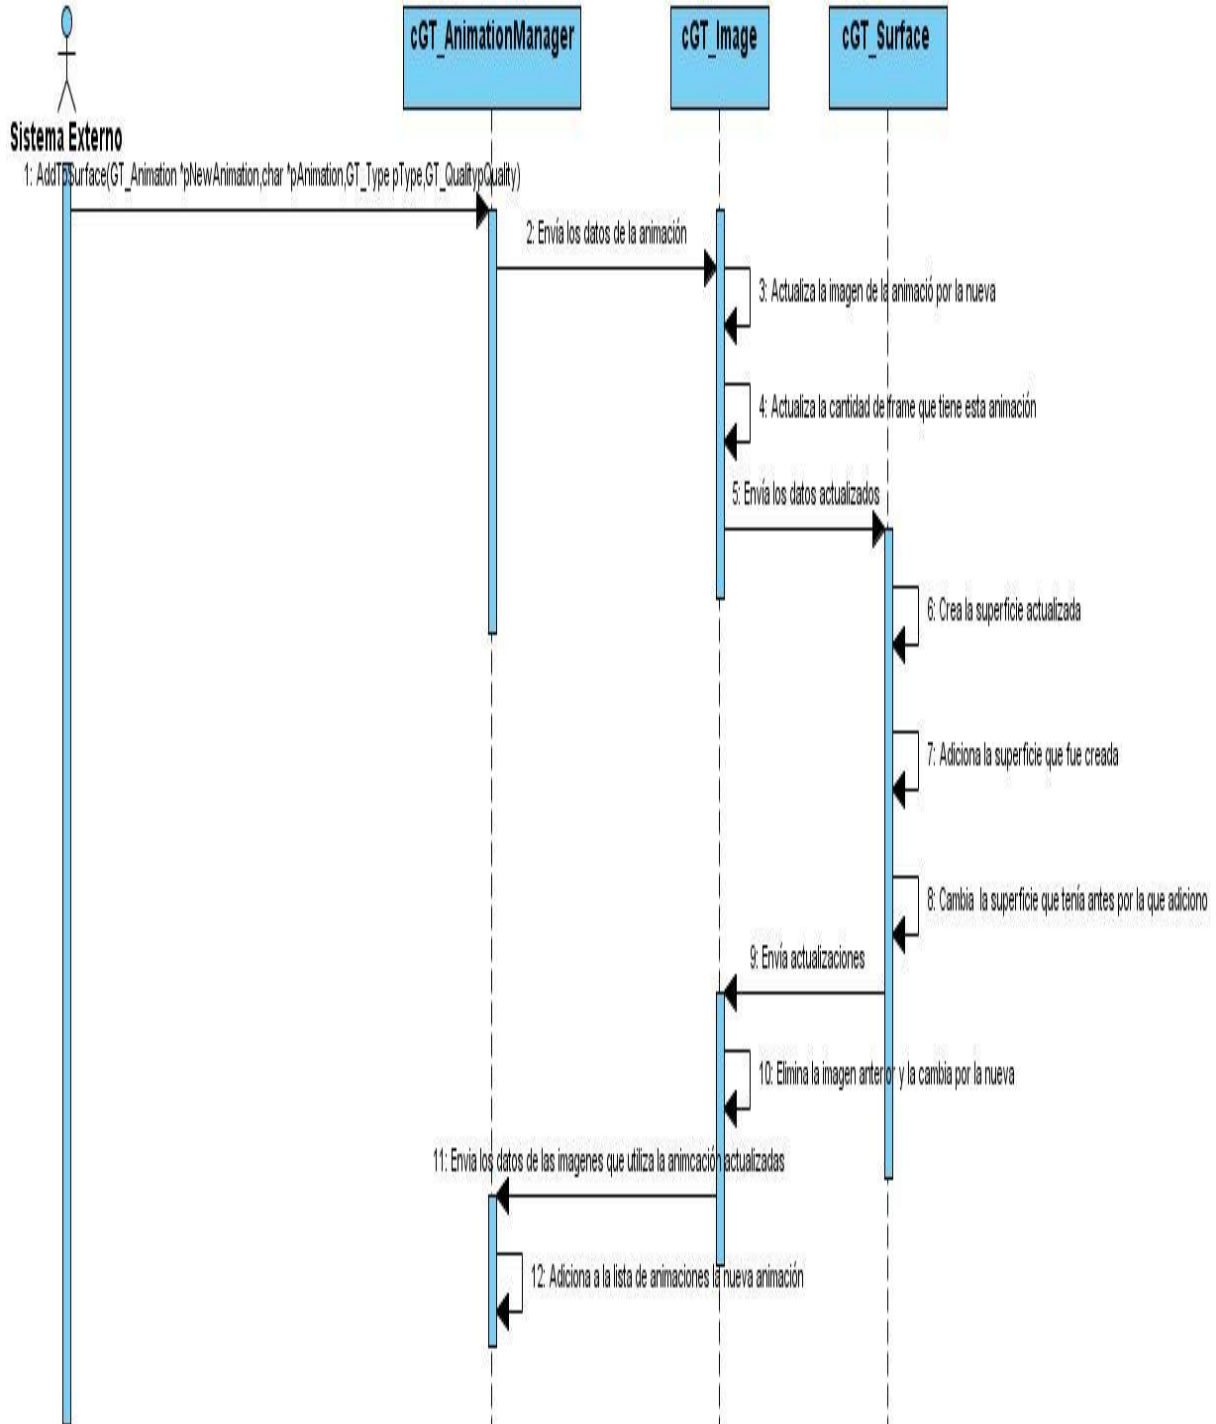 cGT_AnimationManager
cGT_Image
cGT_Surface
Sistema Externo
1: AddToSurface(GT_Animation *pNewAnimation,char *pAnimation,GT_Type pType,GT_QualitypQuality)
2: Envía los datos de la animación
3: Actualiza la imagen de la animació por la nueva
4: Actualiza la cantidad de frame que tiene esta animación
5: Envía los datos actualizados
6: Crea la superficie actualizada
7: Adiciona la superficie que fue creada
8: Cambia la superficie que tenía antes por la que adiciono
9: Envía actualizaciones
10: Elimina la imagen anterior y la cambia por la nueva
11: Envia los datos de las imagenes que utiliza la animcación actualizadas
12: Adiciona a la lista de animaciones la nueva animación